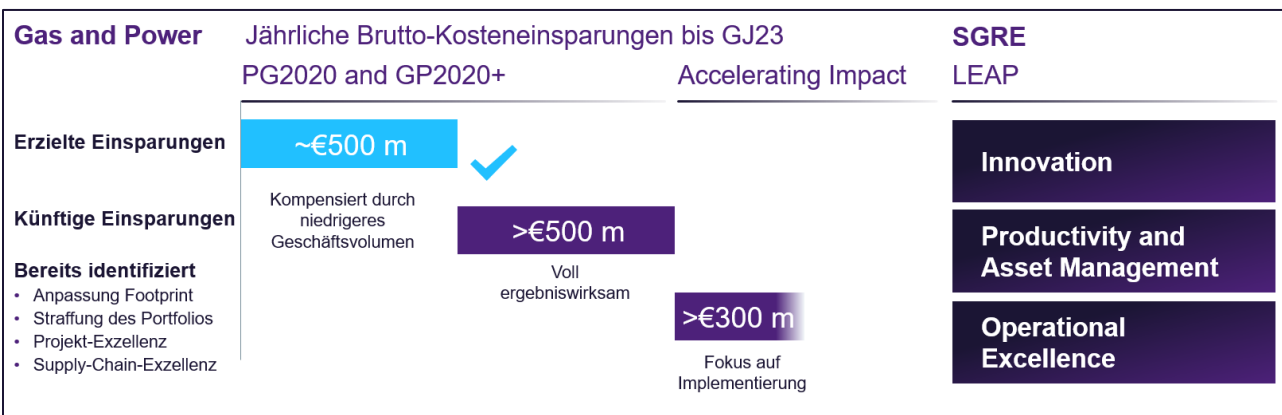 Gas and Power
Jährliche Brutto-Kosteneinsparungen bis GJ23
SGRE
PG2020 and GP2020+
Accelerating Impact
LEAP
Erzielte Einsparungen
~€500 m
Kompensiert durch
niedrigeres
Geschäftsvolumen
Künftige Einsparungen
>€500 m
Voll
ergebniswirksam
Bereits identifiziert
• Anpassung Footprint
• Straffung des Portfolios
• Projekt-Exzellenz
• Supply-Chain-Exzellenz
>€300 m
Fokus auf
Implementierung
Innovation
Productivity and
Asset Management
Operational
Excellence